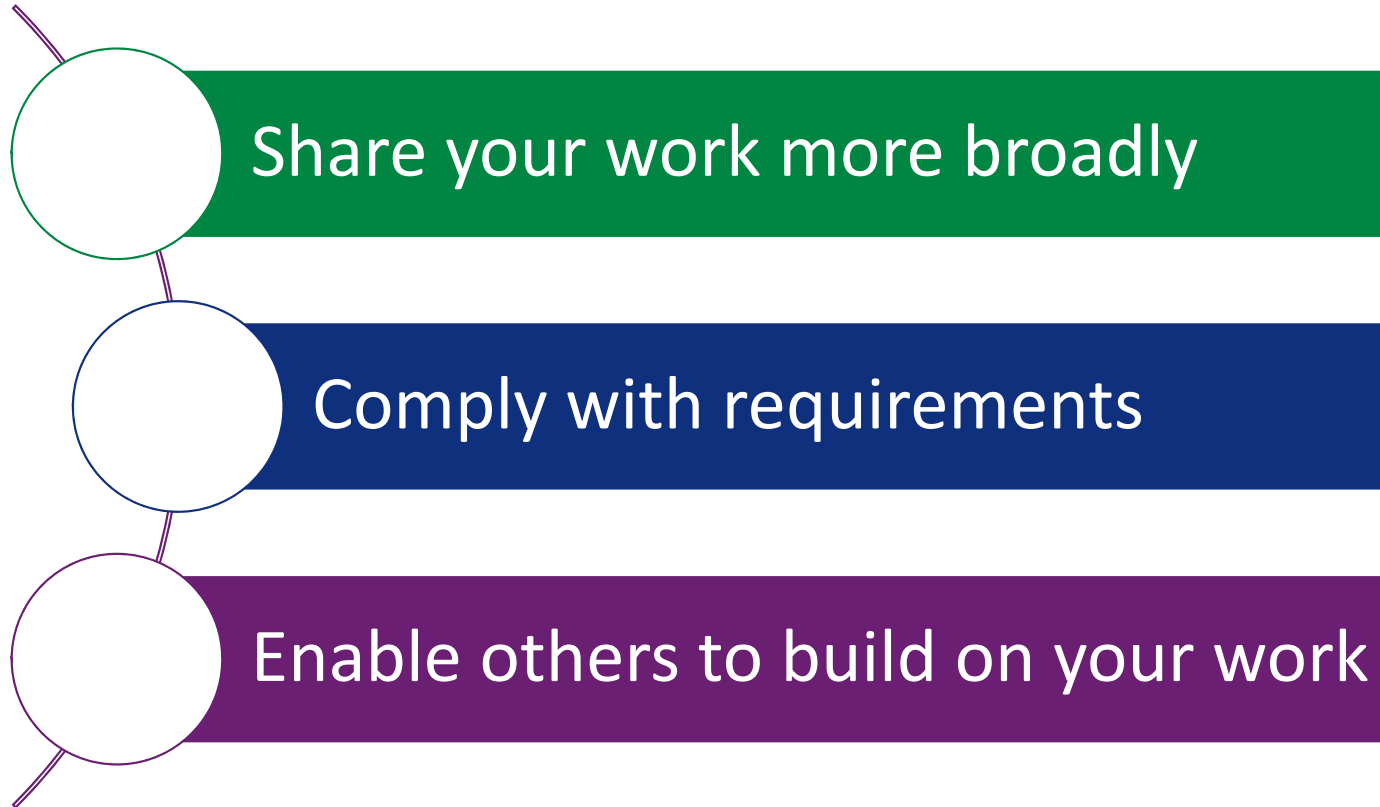 Share your work more broadly
Comply with requirements
Enable others to build on your work